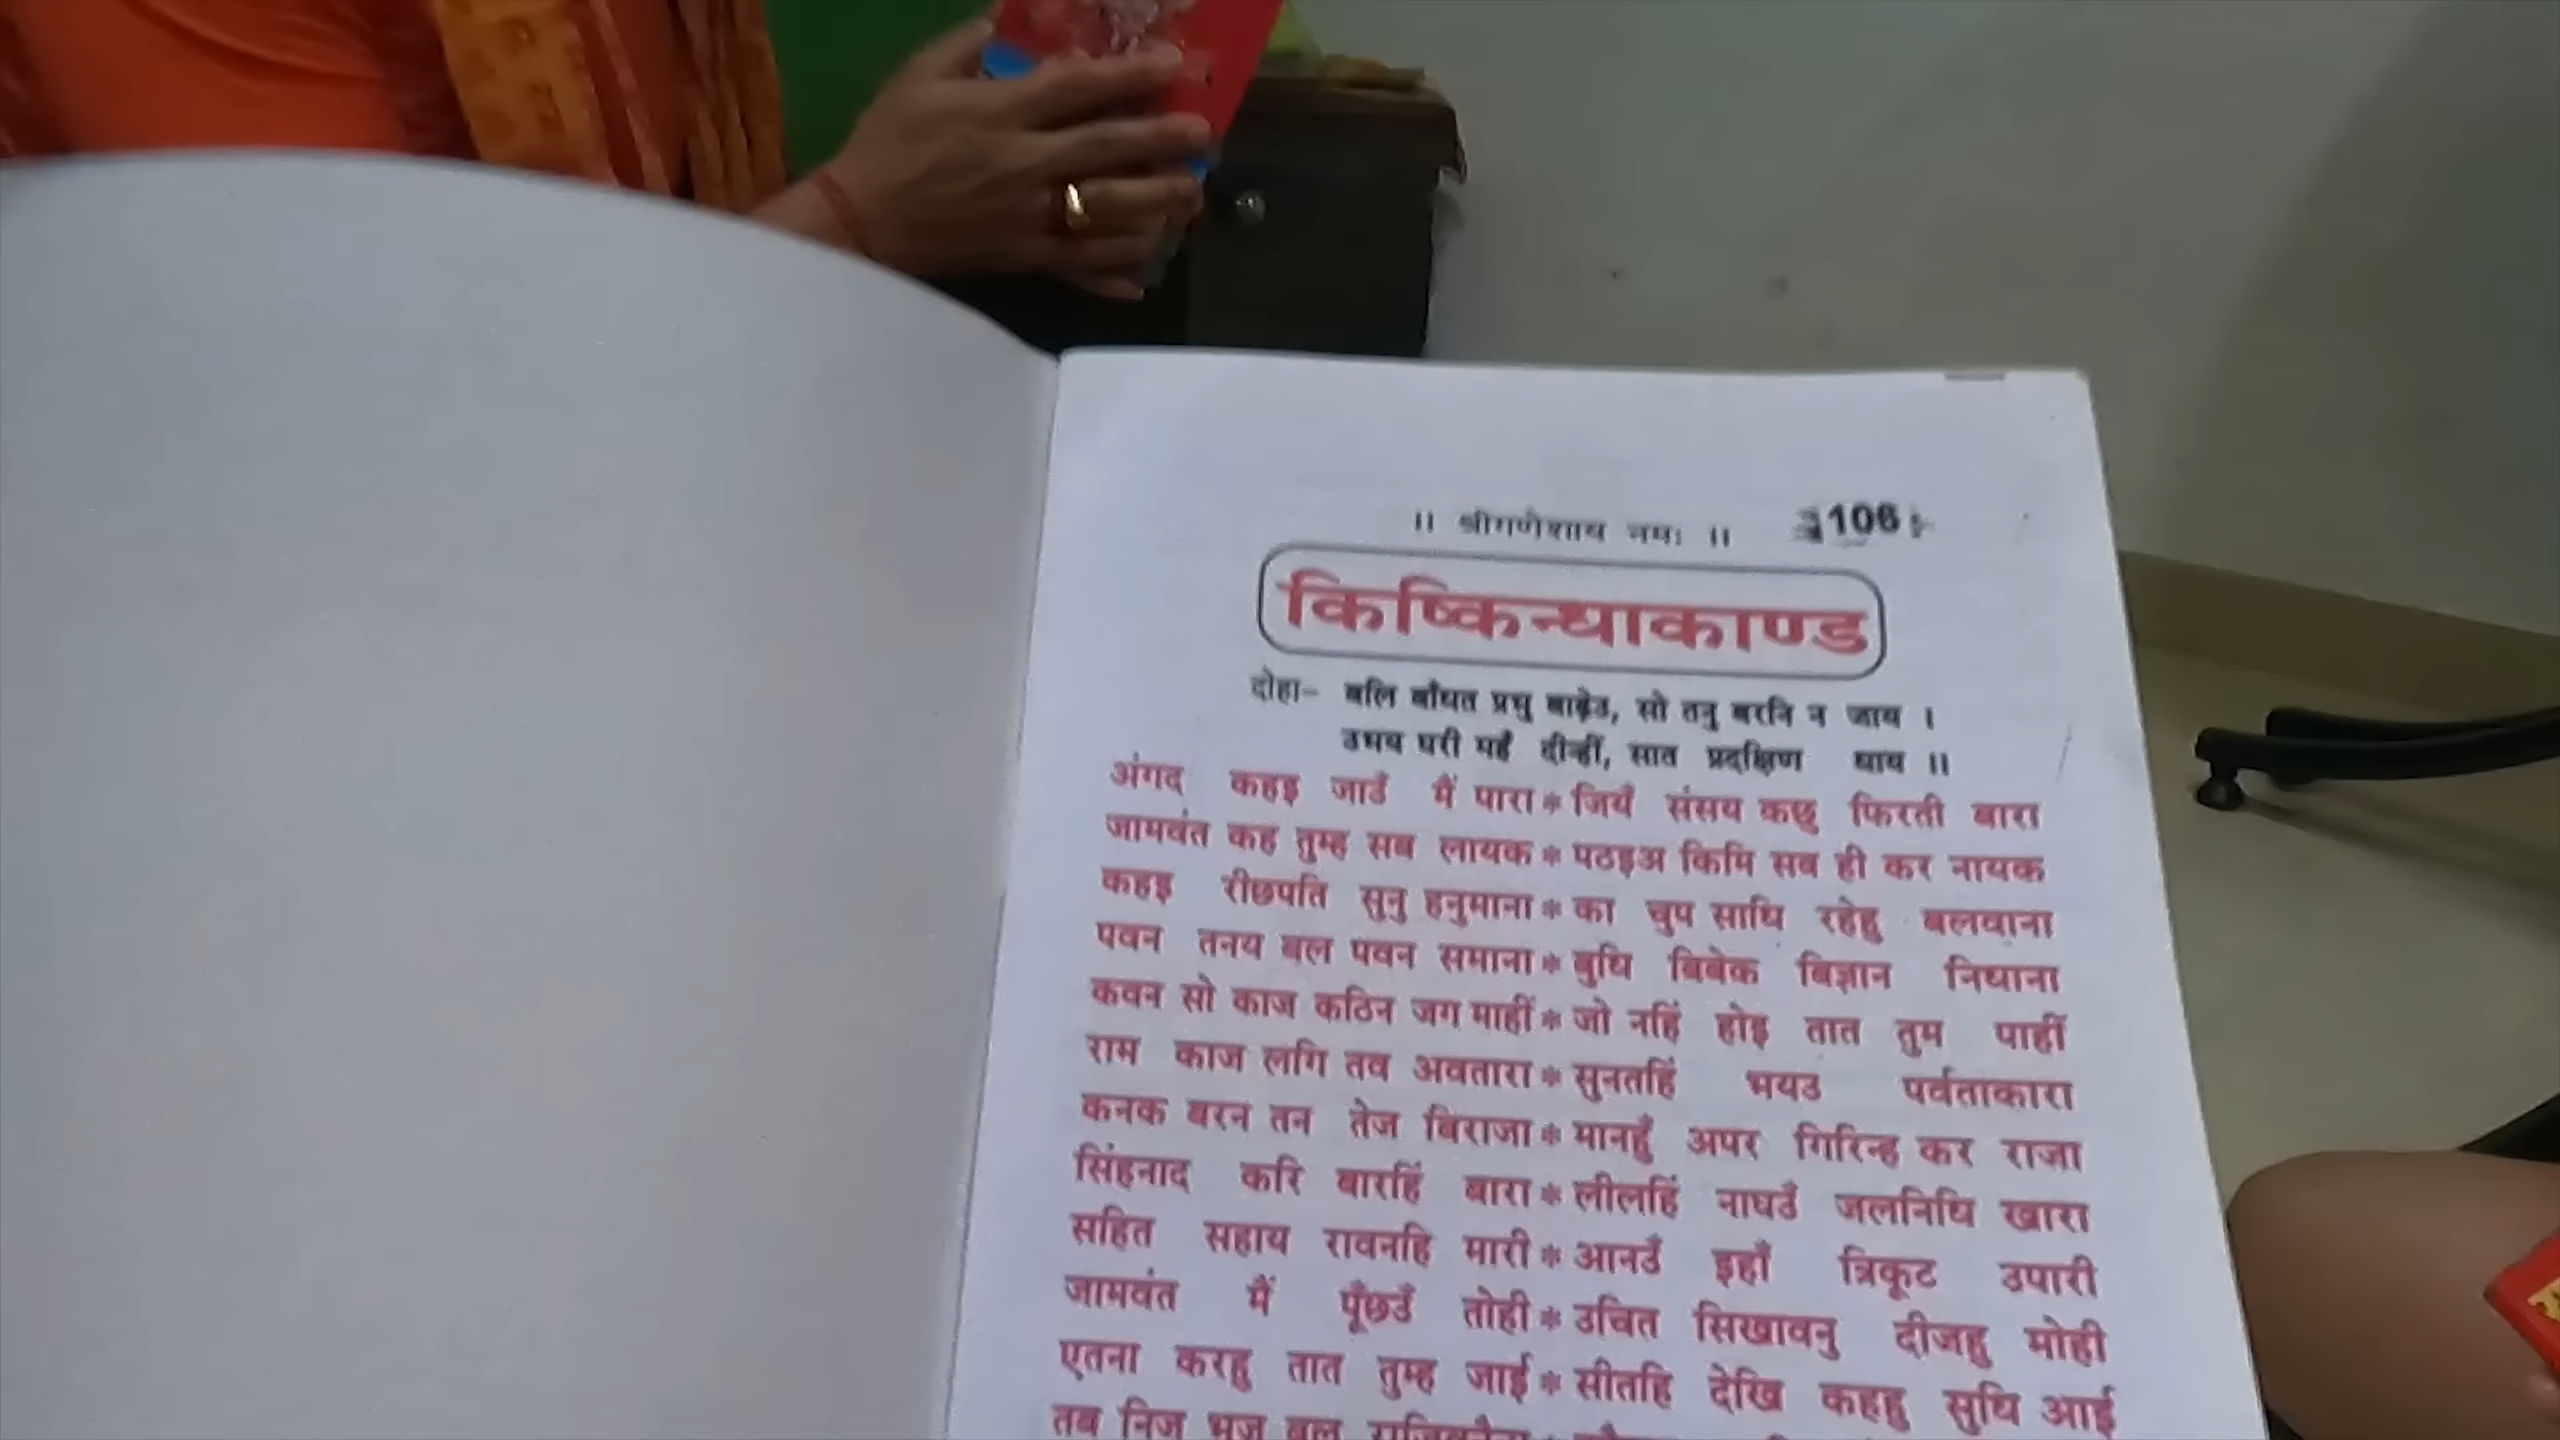 ।। श्रीगणेशाय नमः ।। 106
किष्किन्धाकाण्ड
दोहा- बलि बाँधत प्रभु बाढ़ेउ, सो तनु बरनि न जाय ।
उभय घरी महँ दीन्हीं, सात प्रदक्षिण धाय ।।
अंगद कहइ जाउँ मैं पारा * जियँ संसय कछु फिरती बारा
जामवंत कह तुम्ह सब लायक * पठइअ किमि सब ही कर नायक
कहइ रीछपति सुनु हनुमाना * का चुप साधि रहेहु बलवाना
पवन तनय बल पवन समाना * बुधि बिबेक बिज्ञान निधाना
कवन सो काज कठिन जग माहीं * जो नहिं होइ तात तुम पाहीं
राम काज लगि तव अवतारा * सुनतहिं भयउ पर्वताकारा
कनक बरन तन तेज बिराजा * मानहुँ अपर गिरिन्ह कर राजा
सिंहनाद करि बारहिं बारा * लीलहिं नाघउँ जलनिधि खारा
सहित सहाय रावनहि मारी * आनउँ इहाँ त्रिकूट उपारी
जामवंत मैं पूँछउँ तोही * उचित सिखावनु दीजहु मोही
एतना करहु तात तुम्ह जाई * सीतहि देखि कहहु सुधि आई
तब निज भुज बल